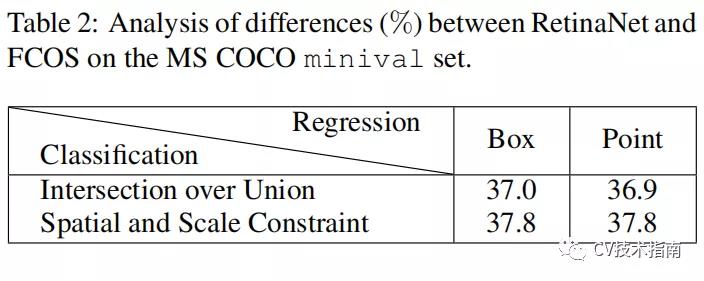 Table 2: Analysis of differences (%) between RetinaNet and
FCOS on the MS COCO minival set.
Regression
Classification
Box
Point
Intersection over Union 37.0 36.9
Spatial and Scale Constraint 37.8 37.8
CV技术指南